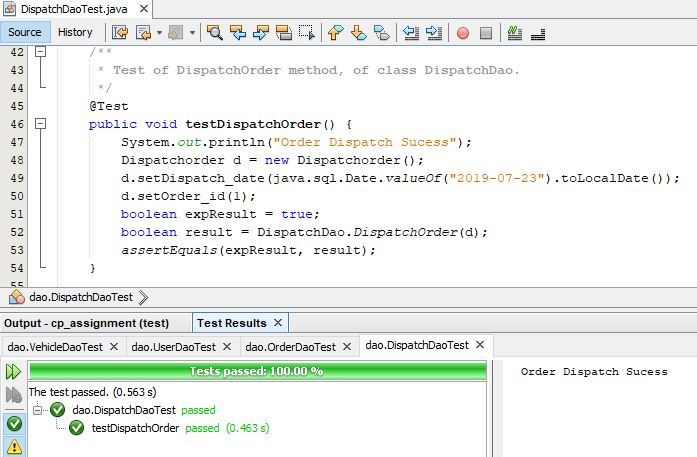 DispatchDaoTest.java
Source History
42 /**
43 * Test of DispatchOrder method, of class DispatchDao.
44 */
45 @Test
46 public void testDispatchOrder() {
47 System.out.println("Order Dispatch Sucess");
48 Dispatchorder d = new Dispatchorder();
49 d.setDispatch_date(java.sql.Date.valueOf("2019-07-23").toLocalDate());
50 d.setOrder_id(1);
51 boolean expResult = true;
52 boolean result = DispatchDao.DispatchOrder(d);
53 assertEquals(expResult, result);
54 }
55
dao.DispatchDaoTest
Output - cp_assignment (test) Test Results
dao.VehicleDaoTest dao.UserDaoTest dao.OrderDaoTest dao.DispatchDaoTest
Tests passed: 100.00 %
Order Dispatch Sucess
The test passed. (0.563 s)
dao.DispatchDaoTest passed
testDispatchOrder passed (0.463 s)